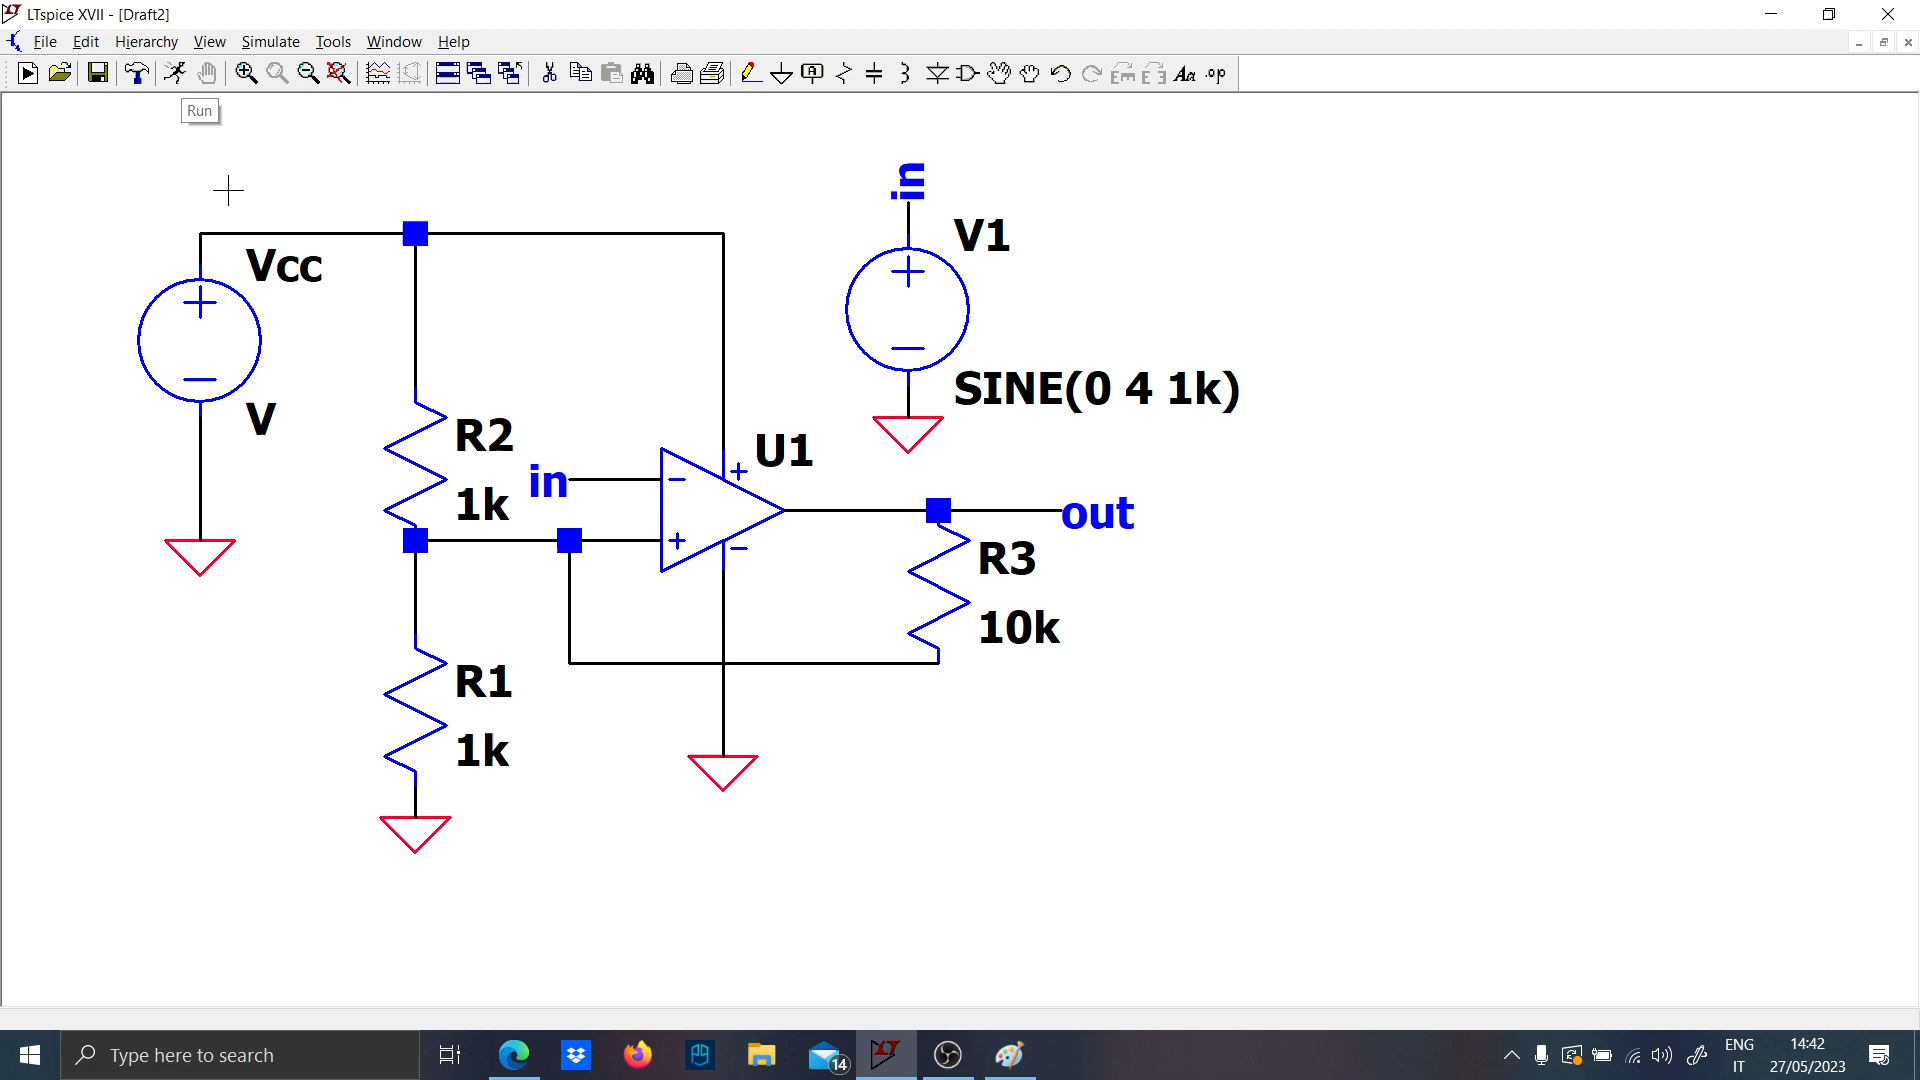 LTspice XVII - [Draft2]
File Edit Hierarchy View Simulate Tools Window Help
Run
in
V1
Vcc
SINE(0 4 1k)
V
R2
U1
in
1k
out
R3
10k
R1
1k
Type here to search
14
ENG
IT
14:42
27/05/2023